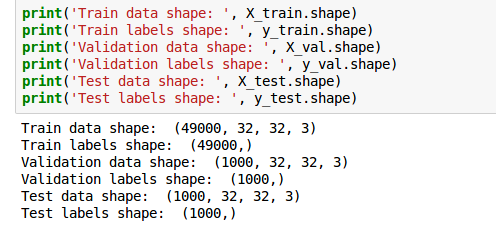 print('Train data shape: ', X_train.shape)
print('Train labels shape: ', y_train.shape)
print('Validation data shape: ', X_val.shape)
print('Validation labels shape: ', y_val.shape)
print('Test data shape: ', X_test.shape)
print('Test labels shape: ', y_test.shape)
Train data shape:  (49000, 32, 32, 3)
Train labels shape:  (49000,)
Validation data shape:  (1000, 32, 32, 3)
Validation labels shape:  (1000,)
Test data shape:  (1000, 32, 32, 3)
Test labels shape:  (1000,)